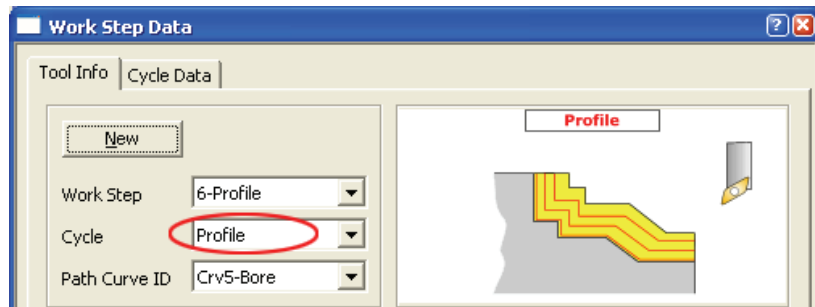 Work Step Data
Tool Info
Cycle Data
New
Work Step
6-Profile
Cycle
Profile
Path Curve ID
Crv5-Bore
Profile